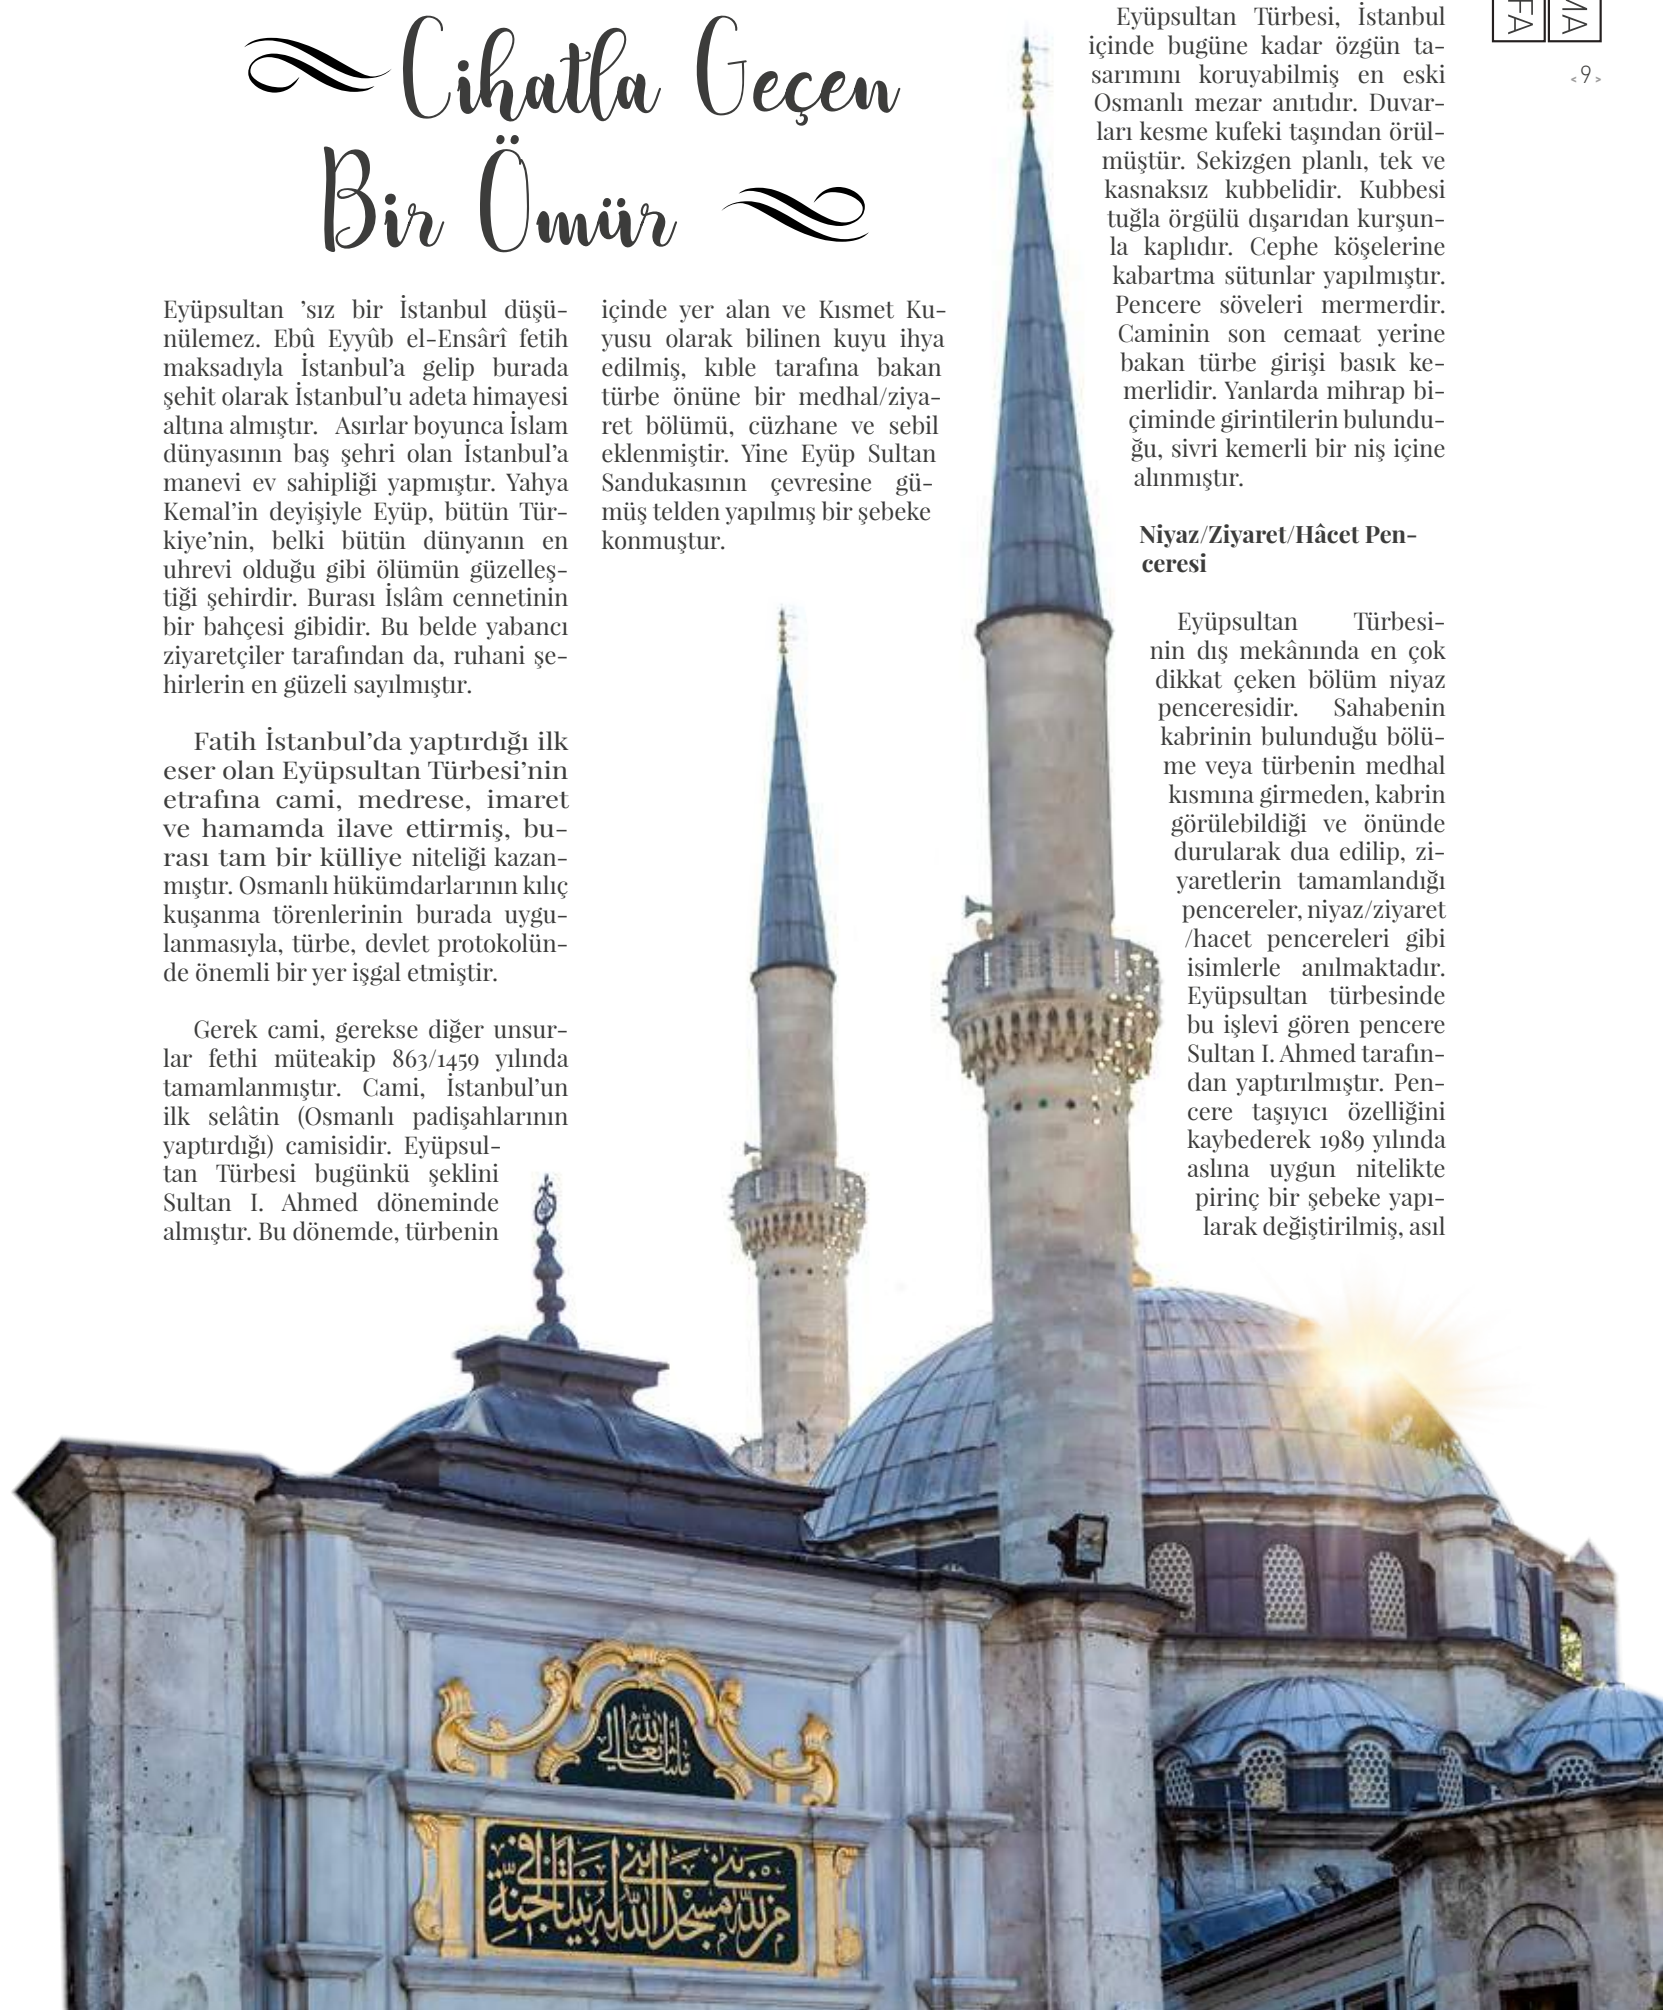 Cihatla Geçen
Bir Ömür
Eyüpsultan ’sız bir İstanbul düşü-
nülemez. Ebû Eyyûb el-Ensârî fetih
maksadıyla İstanbul’a gelip burada
şehit olarak İstanbul’u adeta himayesi
altına almıştır. Asırlar boyunca İslam
dünyasının baş şehri olan İstanbul’a
manevi ev sahipliği yapmıştır. Yahya
Kemal’in deyişiyle Eyüp, bütün Tür-
kiye’nin, belki bütün dünyanın en
uhrevi olduğu gibi ölümün güzelleş-
tiği şehirdir. Burası İslâm cennetinin
bir bahçesi gibidir. Bu belde yabancı
ziyaretçiler tarafından da, ruhani şe-
hirlerin en güzeli sayılmıştır.
Fatih İstanbul’da yaptırdığı ilk
eser olan Eyüpsultan Türbesi’nin
etrafına cami, medrese, imaret
ve hamamda ilave ettirmiş, bu-
rası tam bir külliye niteliği kazan-
mıştır. Osmanlı hükümdarlarının kılıç
kuşanma törenlerinin burada uygu-
lanmasıyla, türbe, devlet protokolün-
de önemli bir yer işgal etmiştir.
Gerek cami, gerekse diğer unsur-
lar fethi müteakip 863/1459 yılında
tamamlanmıştır. Cami, İstanbul’un
ilk selâtin (Osmanlı padişahlarının
yaptırdığı) camisidir. Eyüpsul-
tan Türbesi bugünkü şeklini
Sultan I. Ahmed döneminde
almıştır. Bu dönemde, türbenin
içinde yer alan ve Kısmet Ku-
yusu olarak bilinen kuyu ihya
edilmiş, kıble tarafına bakan
türbe önüne bir medhal/ziya-
ret bölümü, cüzhane ve sebil
eklenmiştir. Yine Eyüp Sultan
Sandukasının çevresine gü-
müş telden yapılmış bir şebeke
konmuştur.
Eyüpsultan Türbesi, İstanbul
içinde bugüne kadar özgün ta-
sarımını koruyabilmiş en eski
Osmanlı mezar anıtıdır. Duvar-
ları kesme kufeki taşından örül-
müştür. Sekizgen planlı, tek ve
kasnaksız kubbelidir. Kubbesi
tuğla örgülü dışarıdan kurşun-
la kaplıdır. Cephe köşelerine
kabartma sütunlar yapılmıştır.
Pencere söveleri mermerdir.
Caminin son cemaat yerine
bakan türbe girişi basık ke-
merlidir. Yanlarda mihrap bi-
çiminde girintilerin bulundu-
ğu, sivri kemerli bir niş içine
alınmıştır.
Niyaz/Ziyaret/Hâcet Pen-
ceresi
Eyüpsultan Türbesi-
nin dış mekânında en çok
dikkat çeken bölüm niyaz
penceresidir. Sahabenin
kabrinin bulunduğu bölü-
me veya türbenin medhal
kısmına girmeden, kabrin
görülebildiği ve önünde
durularak dua edilip, zi-
yaretlerin tamamlandığı
pencereler, niyaz/ziyaret
/hacet pencereleri gibi
isimlerle anılmaktadır.
Eyüpsultan türbesinde
bu işlevi gören pencere
Sultan I. Ahmed tarafın-
dan yaptırılmıştır. Pen-
cere taşıyıcı özelliğini
kaybederek 1989 yılında
aslına uygun nitelikte
pirinç bir şebeke yapı-
larak değiştirilmiş, asıl
MA
FA
<9>
قال الله تعالى